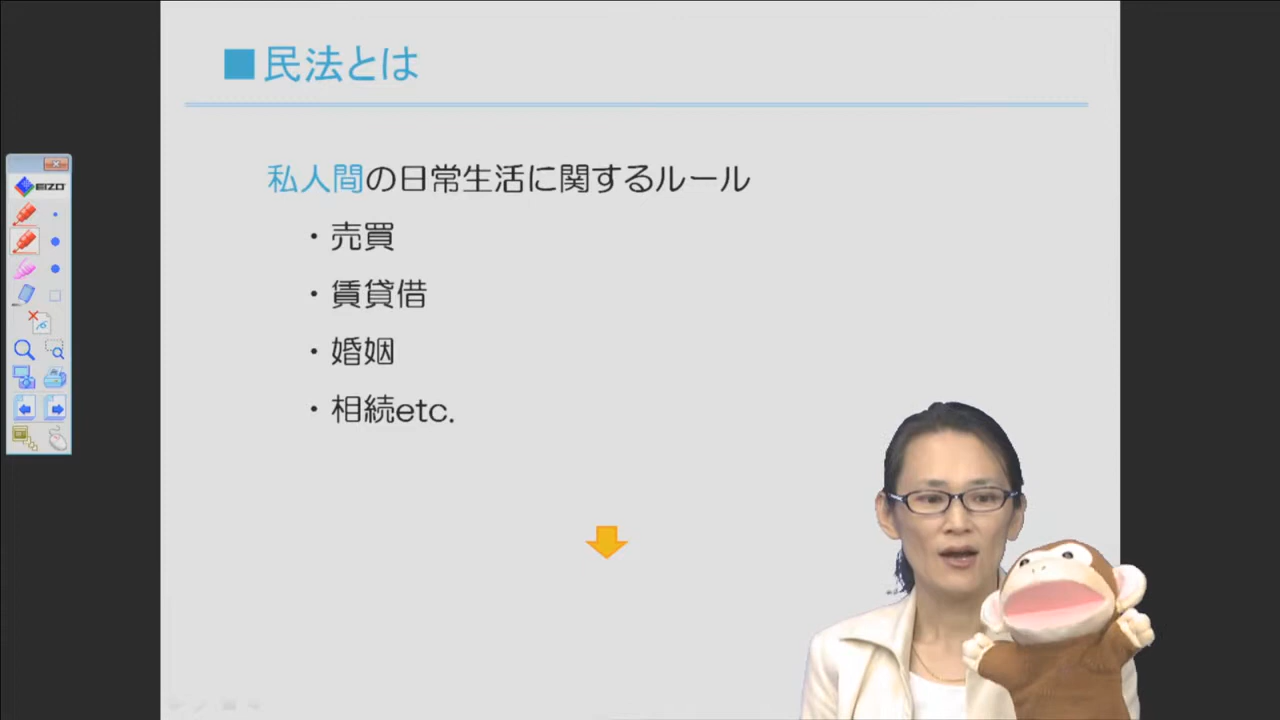 ■民法とは
私人間の日常生活に関するルール
・売買
・賃貸借
・婚姻
・相続etc.
EIZO